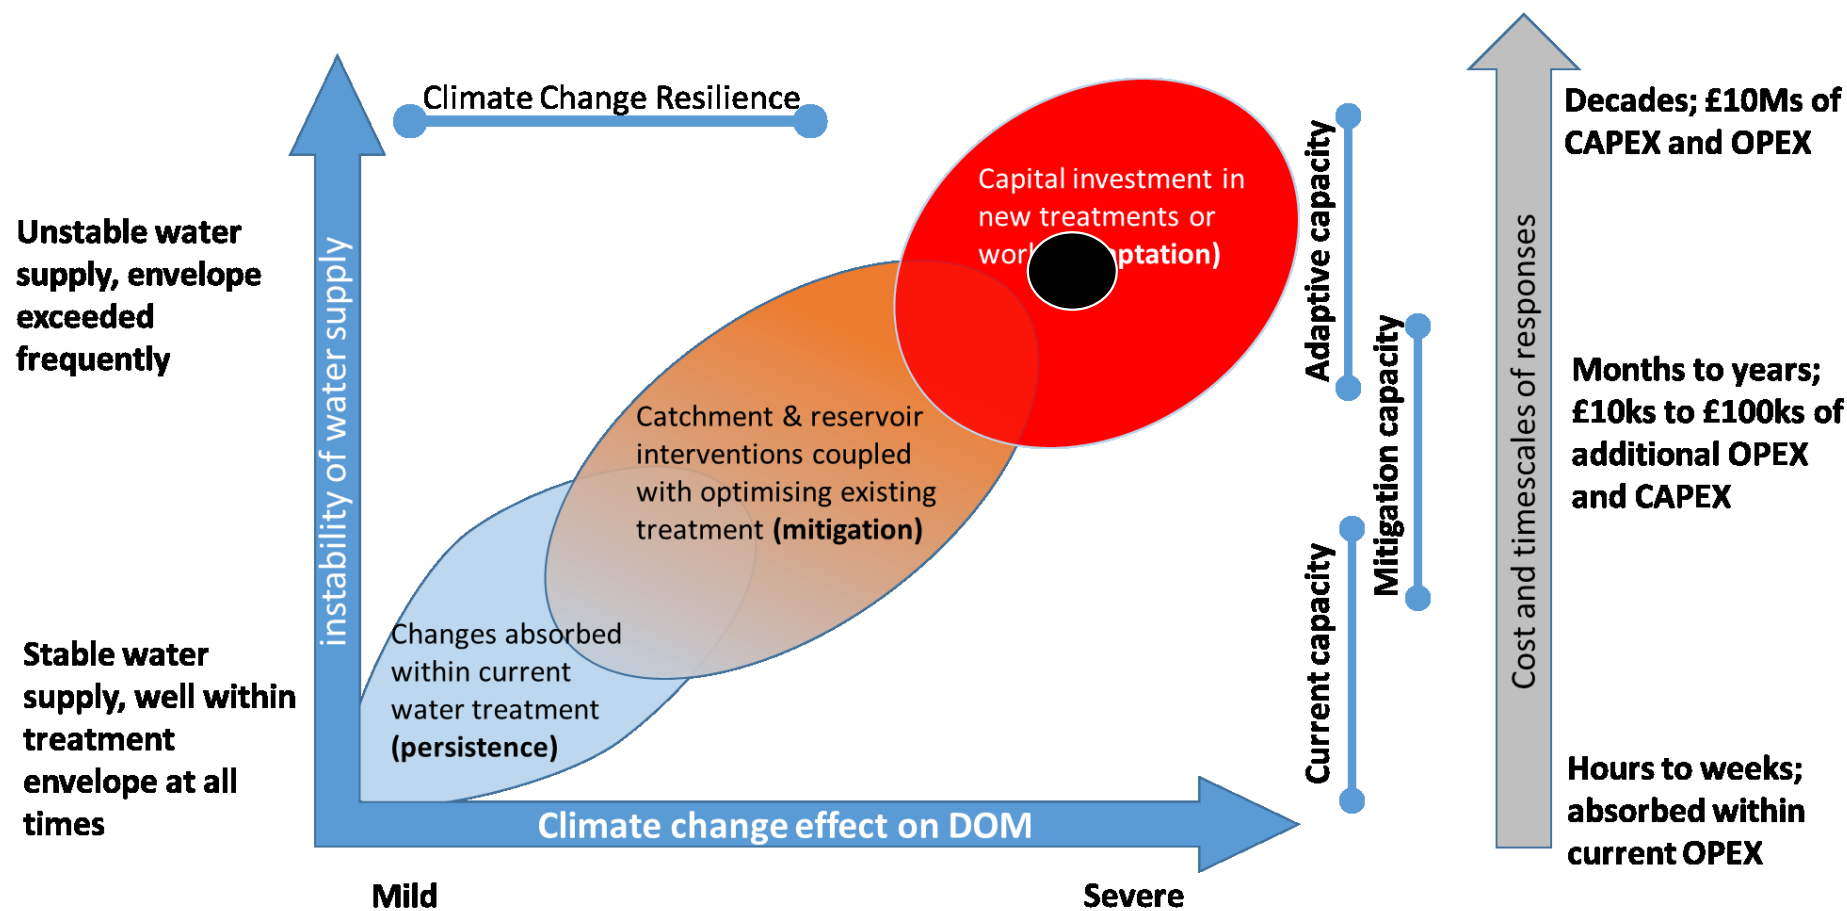 Climate Change Resilience
Unstable water
supply, envelope
exceeded
frequently
Stable water
supply, well within
treatment
envelope at all
times
instability of water supply
Capital investment in
new treatments or
Catchment & reservoir
interventions coupled
with optimising existing
treatment (mitigation)
Changes absorbed
within current
water treatment
(persistence)
Climate change effect on DOM
Mild
Severe
Adaptive capacity
Mitigation capacity
Current capacity
Cost and timescales of responses
Decades; £10Ms of
CAPEX and OPEX
Months to years;
£10ks to £100ks of
additional OPEX
and CAPEX
Hours to weeks;
absorbed within
current OPEX